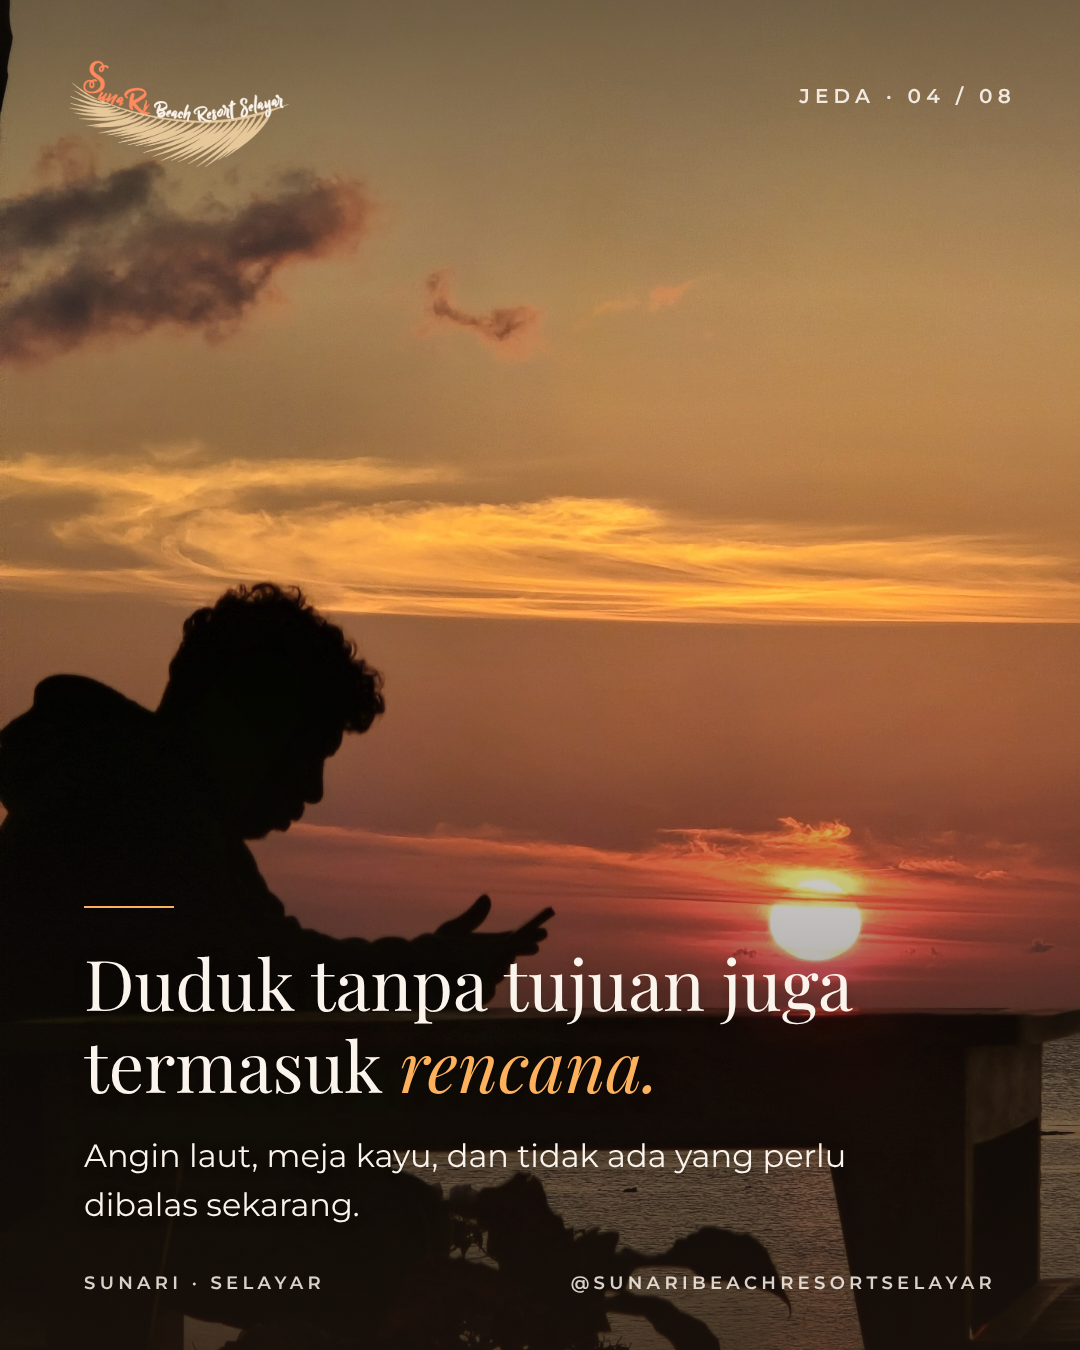 SunaRi Beach Resort Selayar
JEDA · 04 / 08
Duduk tanpa tujuan juga
termasuk rencana.
Angin laut, meja kayu, dan tidak ada yang perlu
dibalas sekarang.
SUNARI · SELAYAR
@SUNARIBEACHRESORTSELAYAR